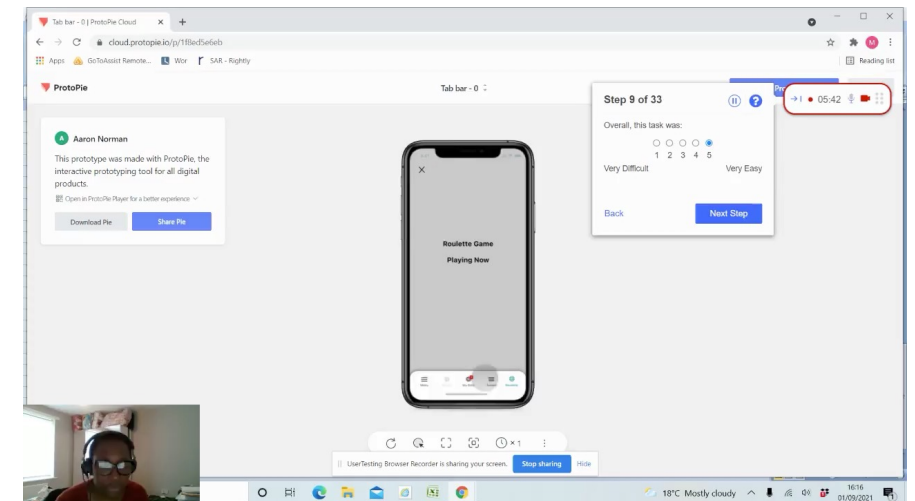 Tab bar - 0 | ProtoPie Cloud
cloud.protopie.io/p/1f8ed5e6eb
M
Apps
GoToAssist Remote...
Wor
SAR - Rightly
Reading list
ProtoPie
Tab bar - 0
Step 9 of 33
05:42
Overall, this task was:
1 2 3 4 5
Very Difficult
Very Easy
Back
Next Step
A
Aaron Norman
This prototype was made with ProtoPie, the
interactive prototyping tool for all digital
products.
Open in ProtoPie Player for a better experience
Download Pie
Share Pie
Roulette Game
Playing Now
Menu
× 1
UserTesting Browser Recorder is sharing your screen.
Stop sharing
Hide
18°C Mostly cloudy
16:16
01/09/2021